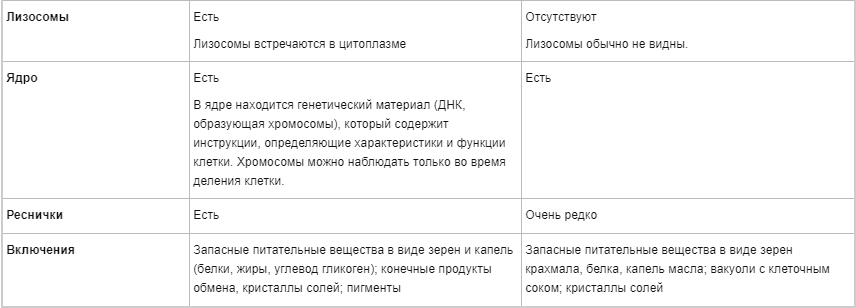 Лизосомы
Есть
Лизосомы встречаются в цитоплазме
Отсутствуют
Лизосомы обычно не видны.
Ядро
Есть
В ядре находится генетический материал (ДНК,
образующая хромосомы), который содержит
инструкции, определяющие характеристики и функции
клетки. Хромосомы можно наблюдать только во время
деления клетки.
Есть
Реснички
Есть
Очень редко
Включения
Запасные питательные вещества в виде зерен и капель
(белки, жиры, углевод гликоген); конечные продукты
обмена, кристаллы солей; пигменты
Запасные питательные вещества в виде зерен
крахмала, белка, капель масла; вакуоли с клеточным
соком; кристаллы солей